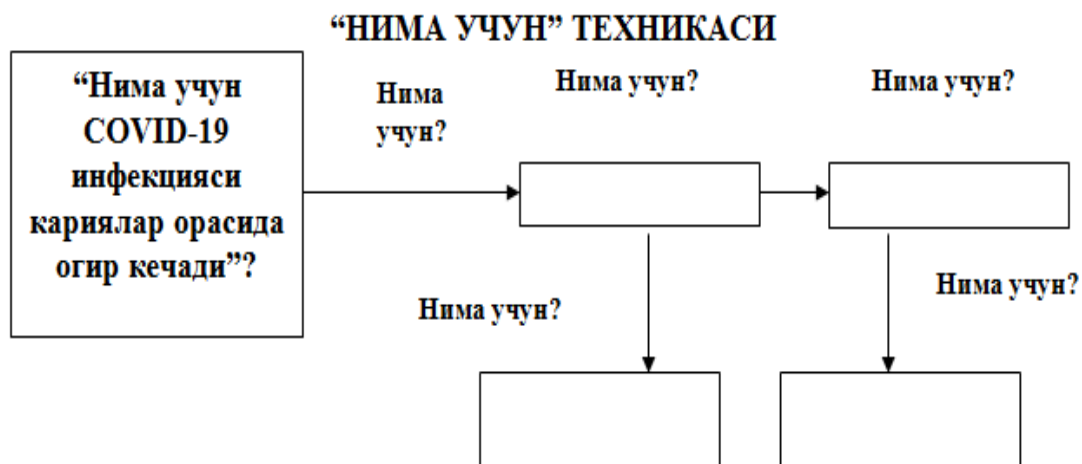 “НИМА УЧУН” ТЕХНИКАСИ
“Нима учун
COVID-19
инфекцияси
кариялар орасида
огир кечади”?
Нима
учун?
Нима учун?
Нима учун?
Нима учун?
Нима учун?